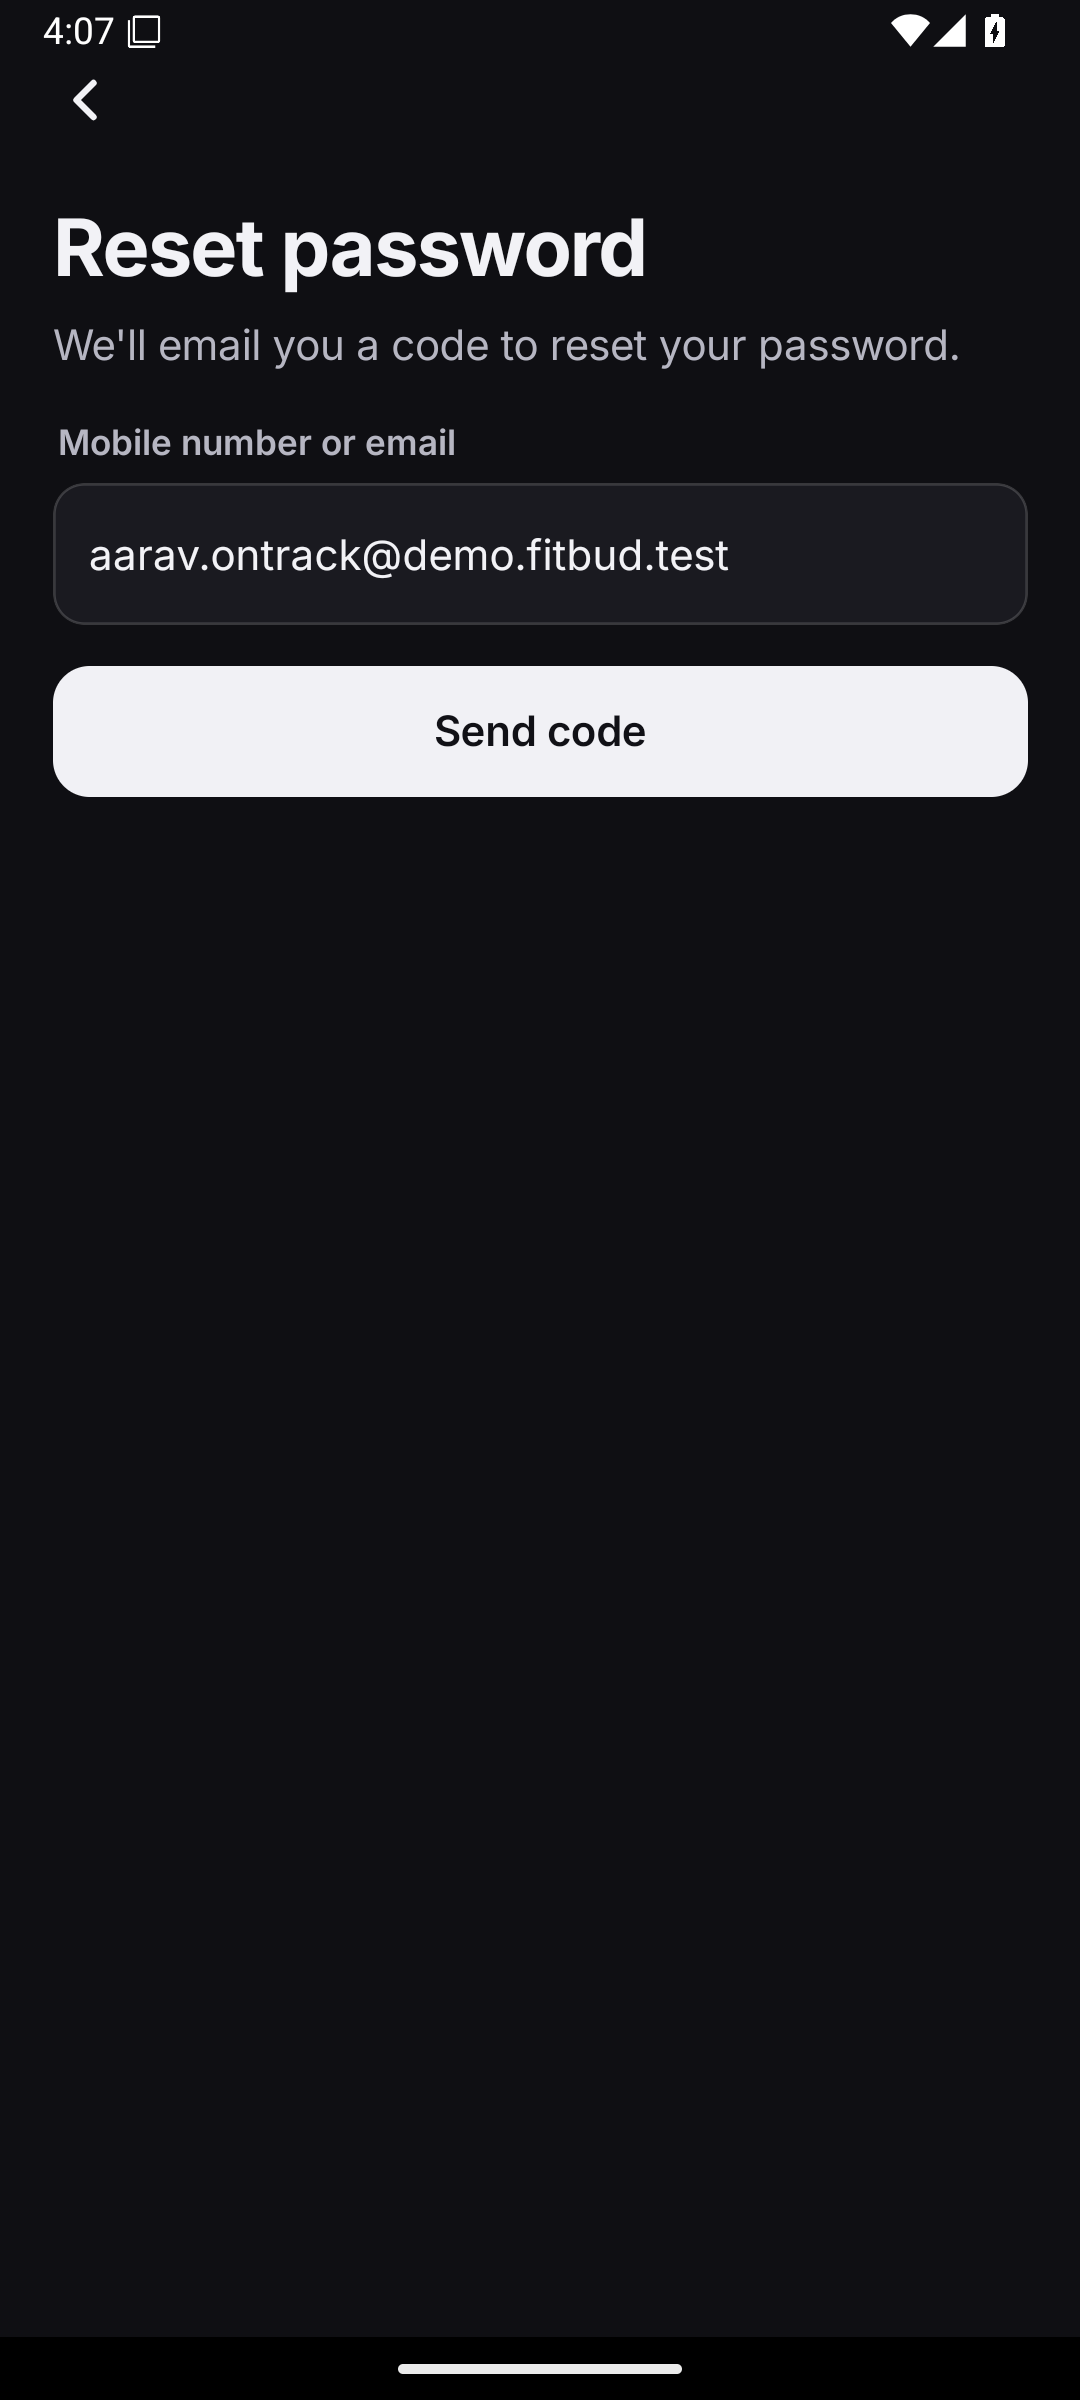 4:07
Reset password
We'll email you a code to reset your password.
Mobile number or email
aarav.ontrack@demo.fitbud.test
Send code